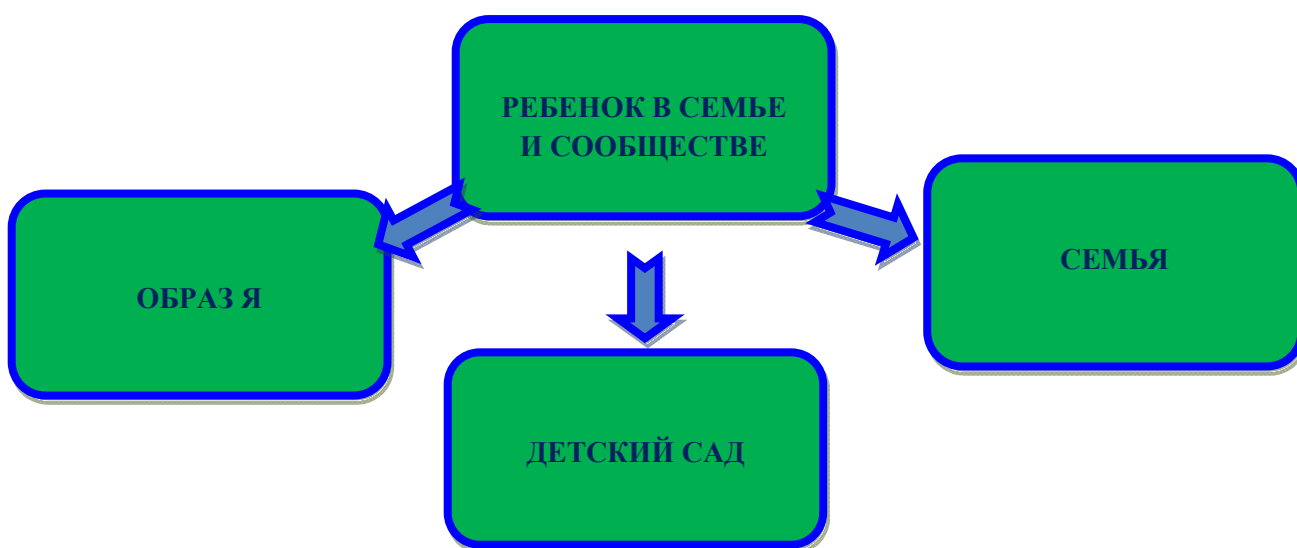 РЕБЕНОК В СЕМЬЕ
И СООБЩЕСТВЕ
ОБРАЗ Я
СЕМЬЯ
ДЕТСКИЙ САД